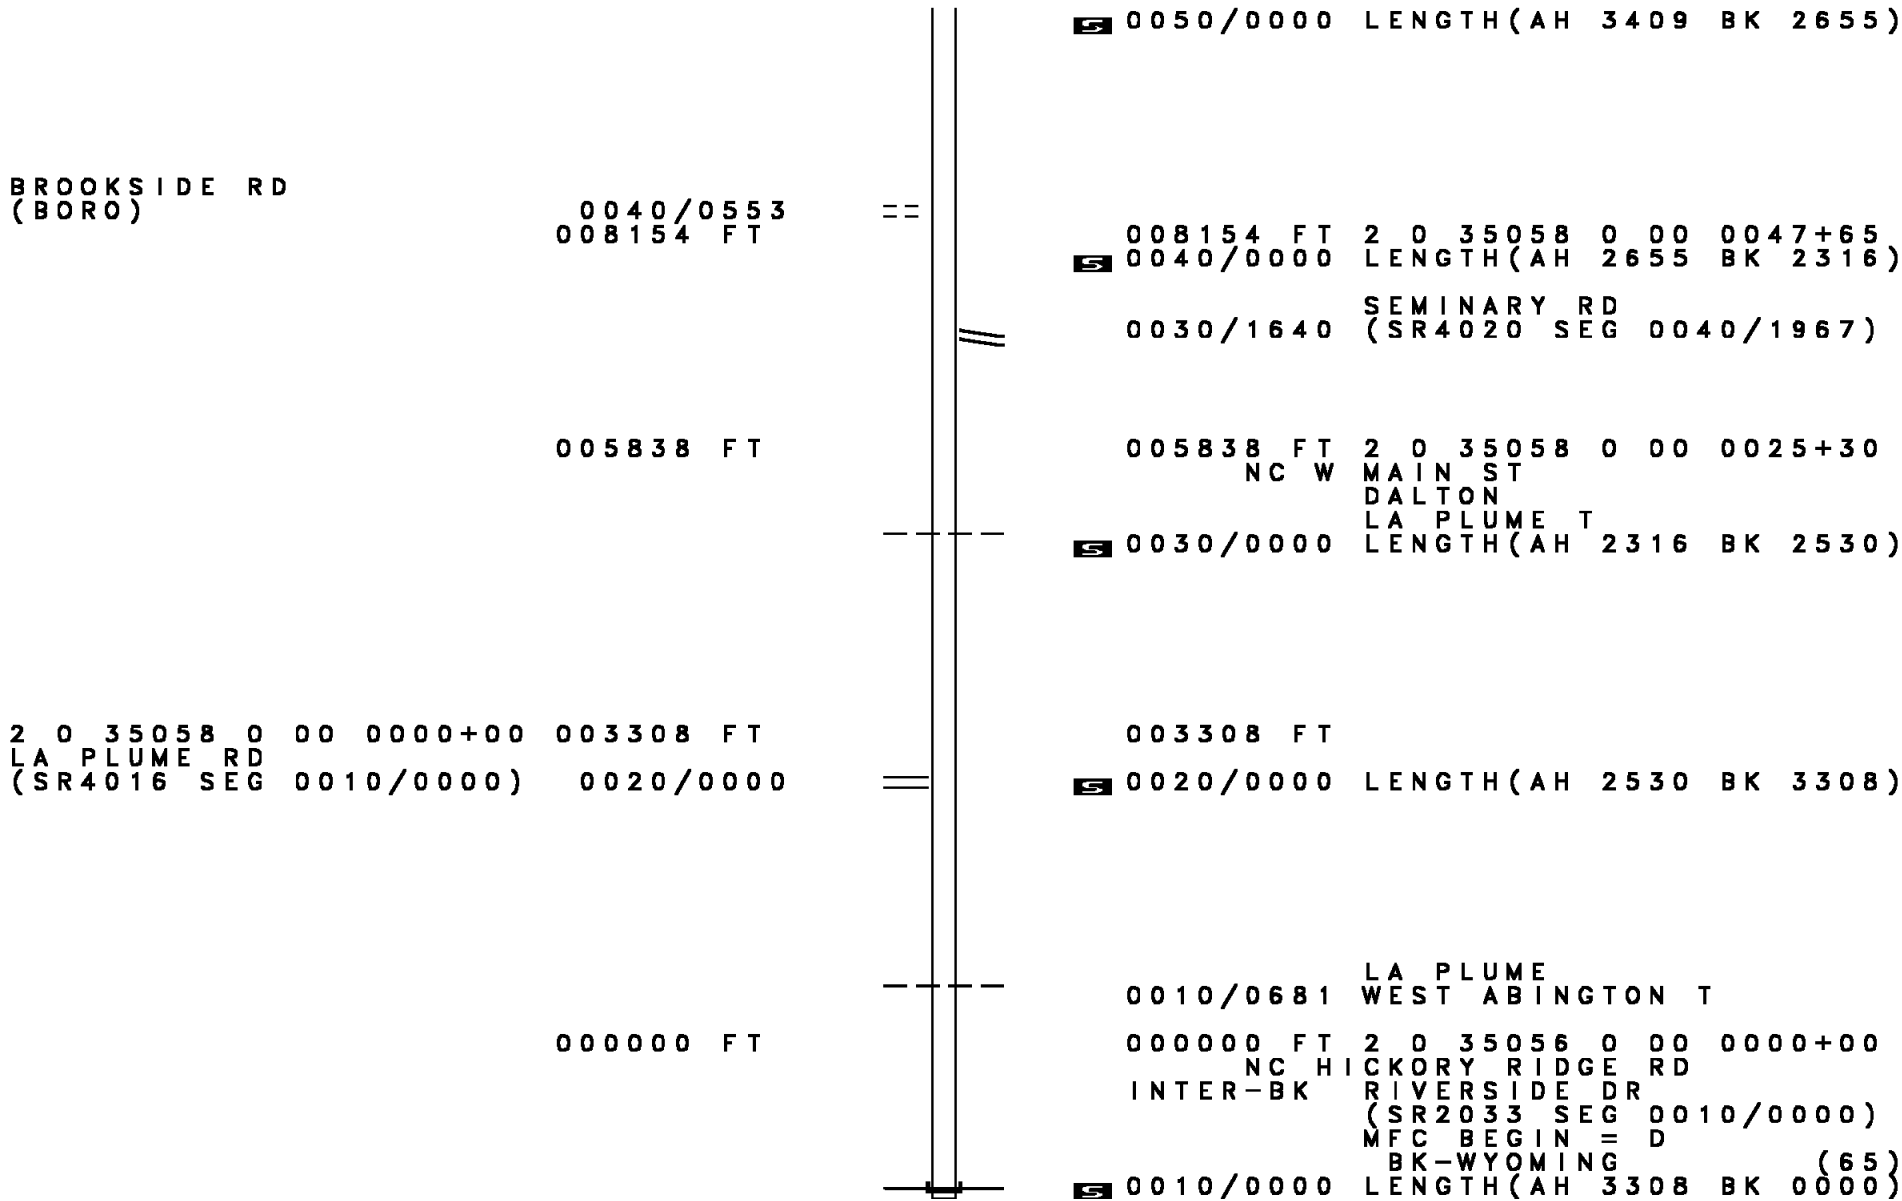 0050/0000 LENGTH(AH 3409 BK 2655)
BROOKSIDE RD
(BORO) 0040/0553
008154 FT 008154 FT 2 0 35058 0 00 0047+65
0040/0000 LENGTH(AH 2655 BK 2316)
SEMINARY RD
0030/1640 (SR4020 SEG 0040/1967)
005838 FT 005838 FT 2 0 35058 0 00 0025+30
NC W MAIN ST
DALTON
LA PLUME T
0030/0000 LENGTH(AH 2316 BK 2530)
2 0 35058 0 00 0000+00 003308 FT 003308 FT
LA PLUME RD
(SR4016 SEG 0010/0000) 0020/0000 S 0020/0000 LENGTH(AH 2530 BK 3308)
LA PLUME
0010/0681 WEST ABINGTON T
000000 FT 000000 FT 2 0 35056 0 00 0000+00
NC HICKORY RIDGE RD
INTER-BK RIVERSIDE DR
(SR2033 SEG 0010/0000)
MFC BEGIN = D
BK-WYOMING (65)
S 0010/0000 LENGTH(AH 3308 BK 0000)